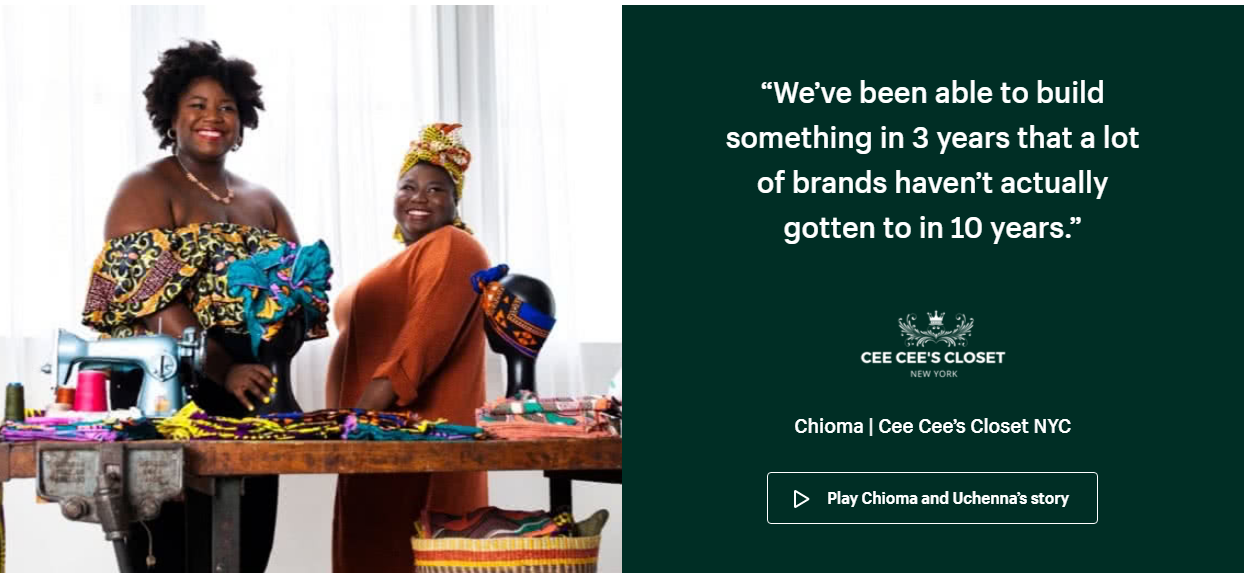 “We’ve been able to build
something in 3 years that a lot
of brands haven’t actually
gotten to in 10 years.”
CEE CEE'S CLOSET
NEW YORK
Chioma | Cee Cee’s Closet NYC
Play Chioma and Uchenna’s story